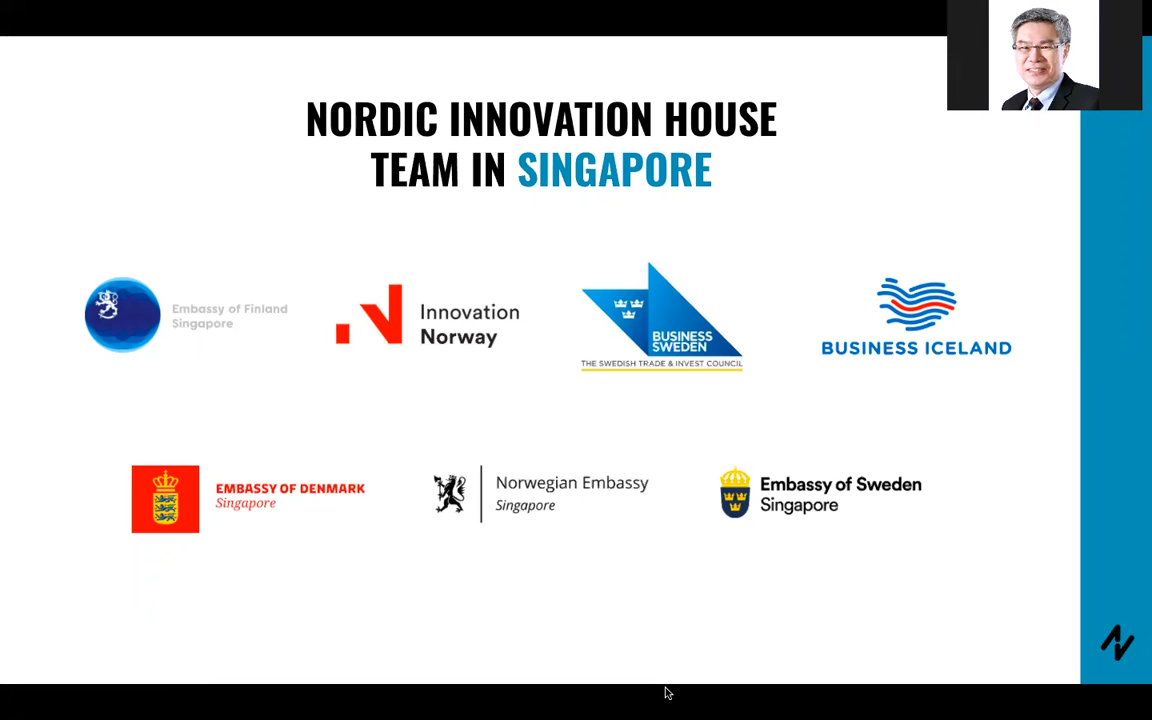 NORDIC INNOVATION HOUSE
TEAM IN SINGAPORE
Embassy of Finland
Singapore
Innovation
Norway
BUSINESS
SWEDEN
THE SWEDISH TRADE & INVEST COUNCIL
BUSINESS ICELAND
EMBASSY OF DENMARK
Singapore
Norwegian Embassy
Singapore
Embassy of Sweden
Singapore